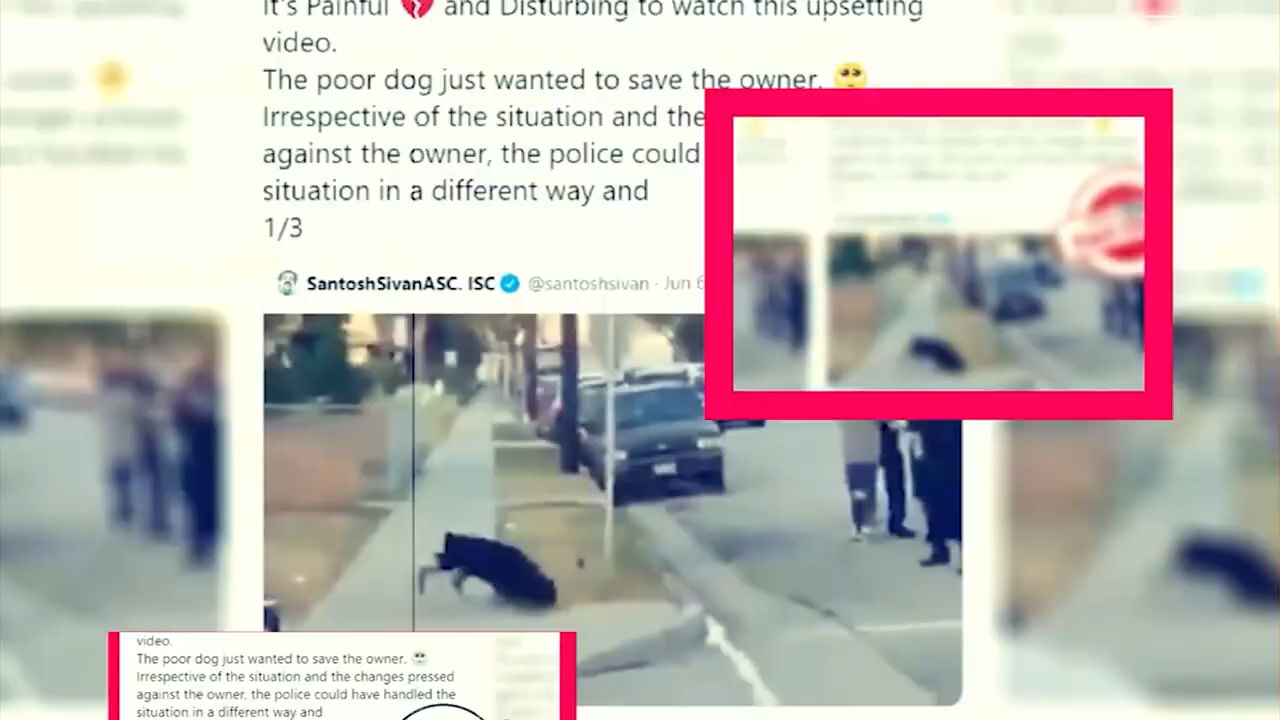 It's Painful 💔 and Disturbing to watch this upsetting
video.
The poor dog just wanted to save the owner. 🥺
Irrespective of the situation and the
against the owner, the police could
situation in a different way and
1/3
SantoshSivanASC. ISC @santoshsivan · Jun 6
video.
The poor dog just wanted to save the owner. 🥺
Irrespective of the situation and the changes pressed
against the owner, the police could have handled the
situation in a different way and